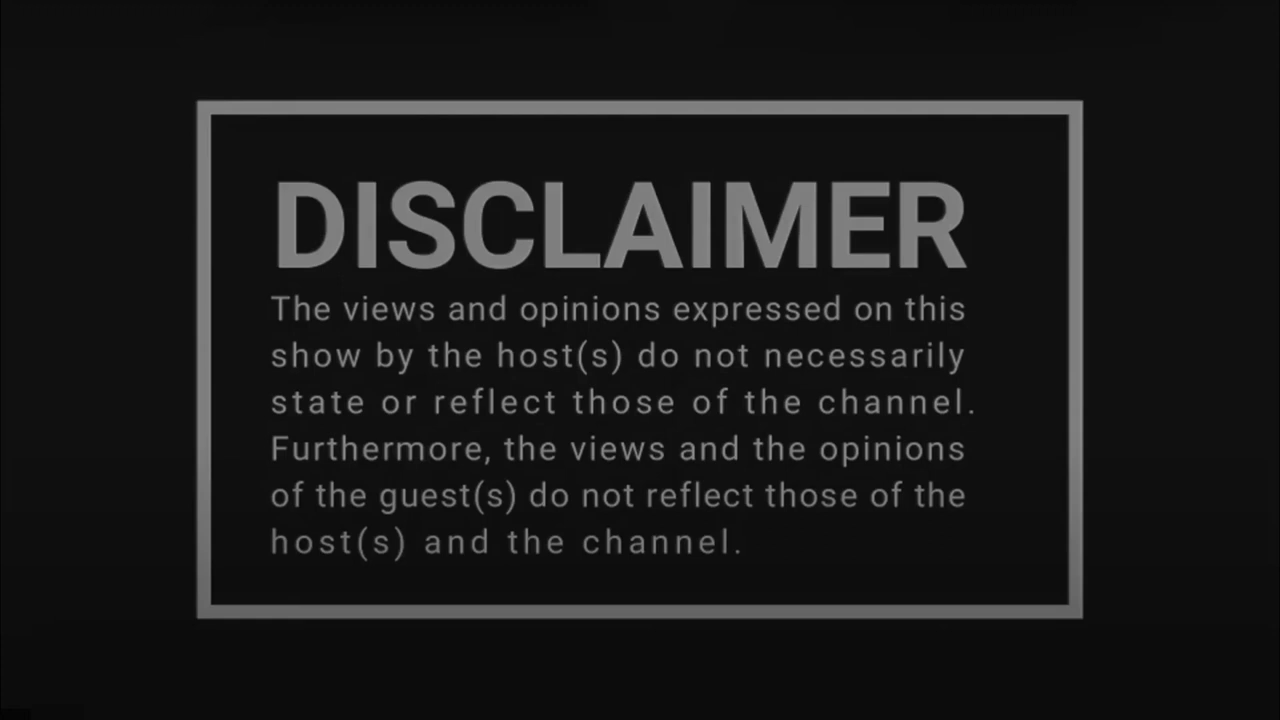 DISCLAIMER
The views and opinions expressed on this
show by the host(s) do not necessarily
state or reflect those of the channel.
Furthermore, the views and the opinions
of the guest(s) do not reflect those of the
host(s) and the channel.